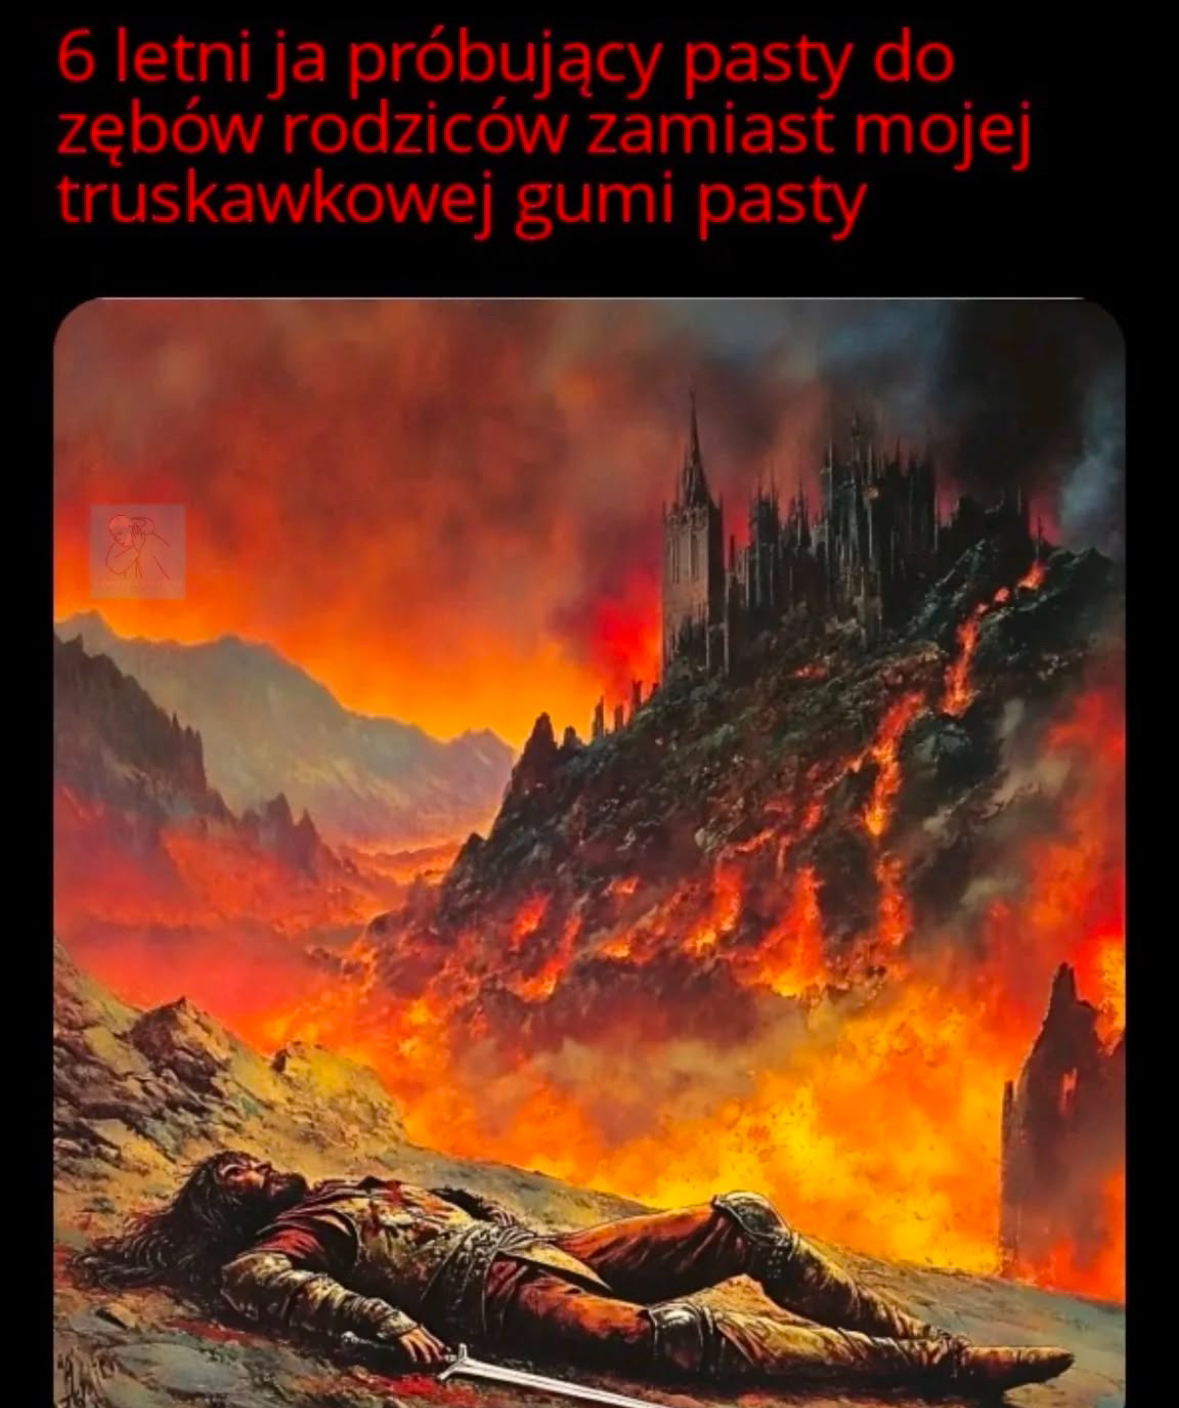 6 letni ja próbujący pasty do
zębów rodziców zamiast mojej
truskawkowej gumi pasty